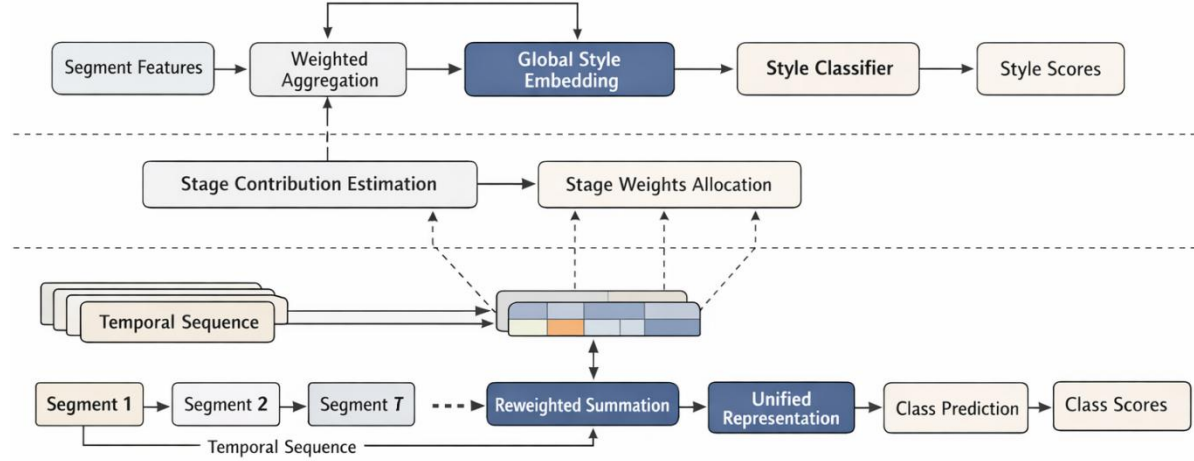 Segment Features
Weighted
Aggregation
Global Style
Embedding
Style Classifier
Style Scores
Stage Contribution Estimation
Stage Weights Allocation
Temporal Sequence
Segment 1
Segment 2
Segment T
Reweighted Summation
Unified
Representation
Class Prediction
Class Scores
Temporal Sequence